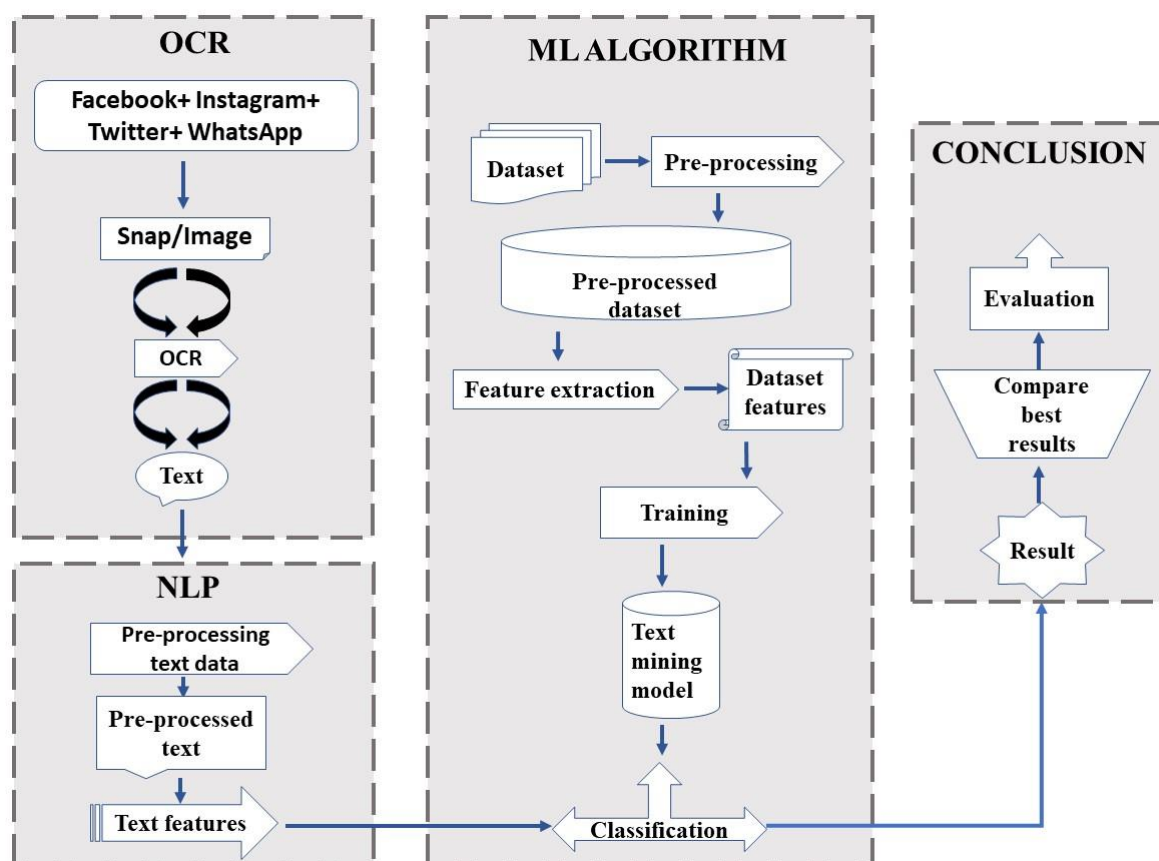 OCR
Facebook+ Instagram+
Twitter+ WhatsApp
Snap/Image
OCR
Text
NLP
Pre-processing
text data
Pre-processed
text
Text features
ML ALGORITHM
Dataset
Pre-processing
Pre-processed
dataset
Feature extraction
Dataset
features
Training
Text
mining
model
Classification
CONCLUSION
Evaluation
Compare
best
results
Result